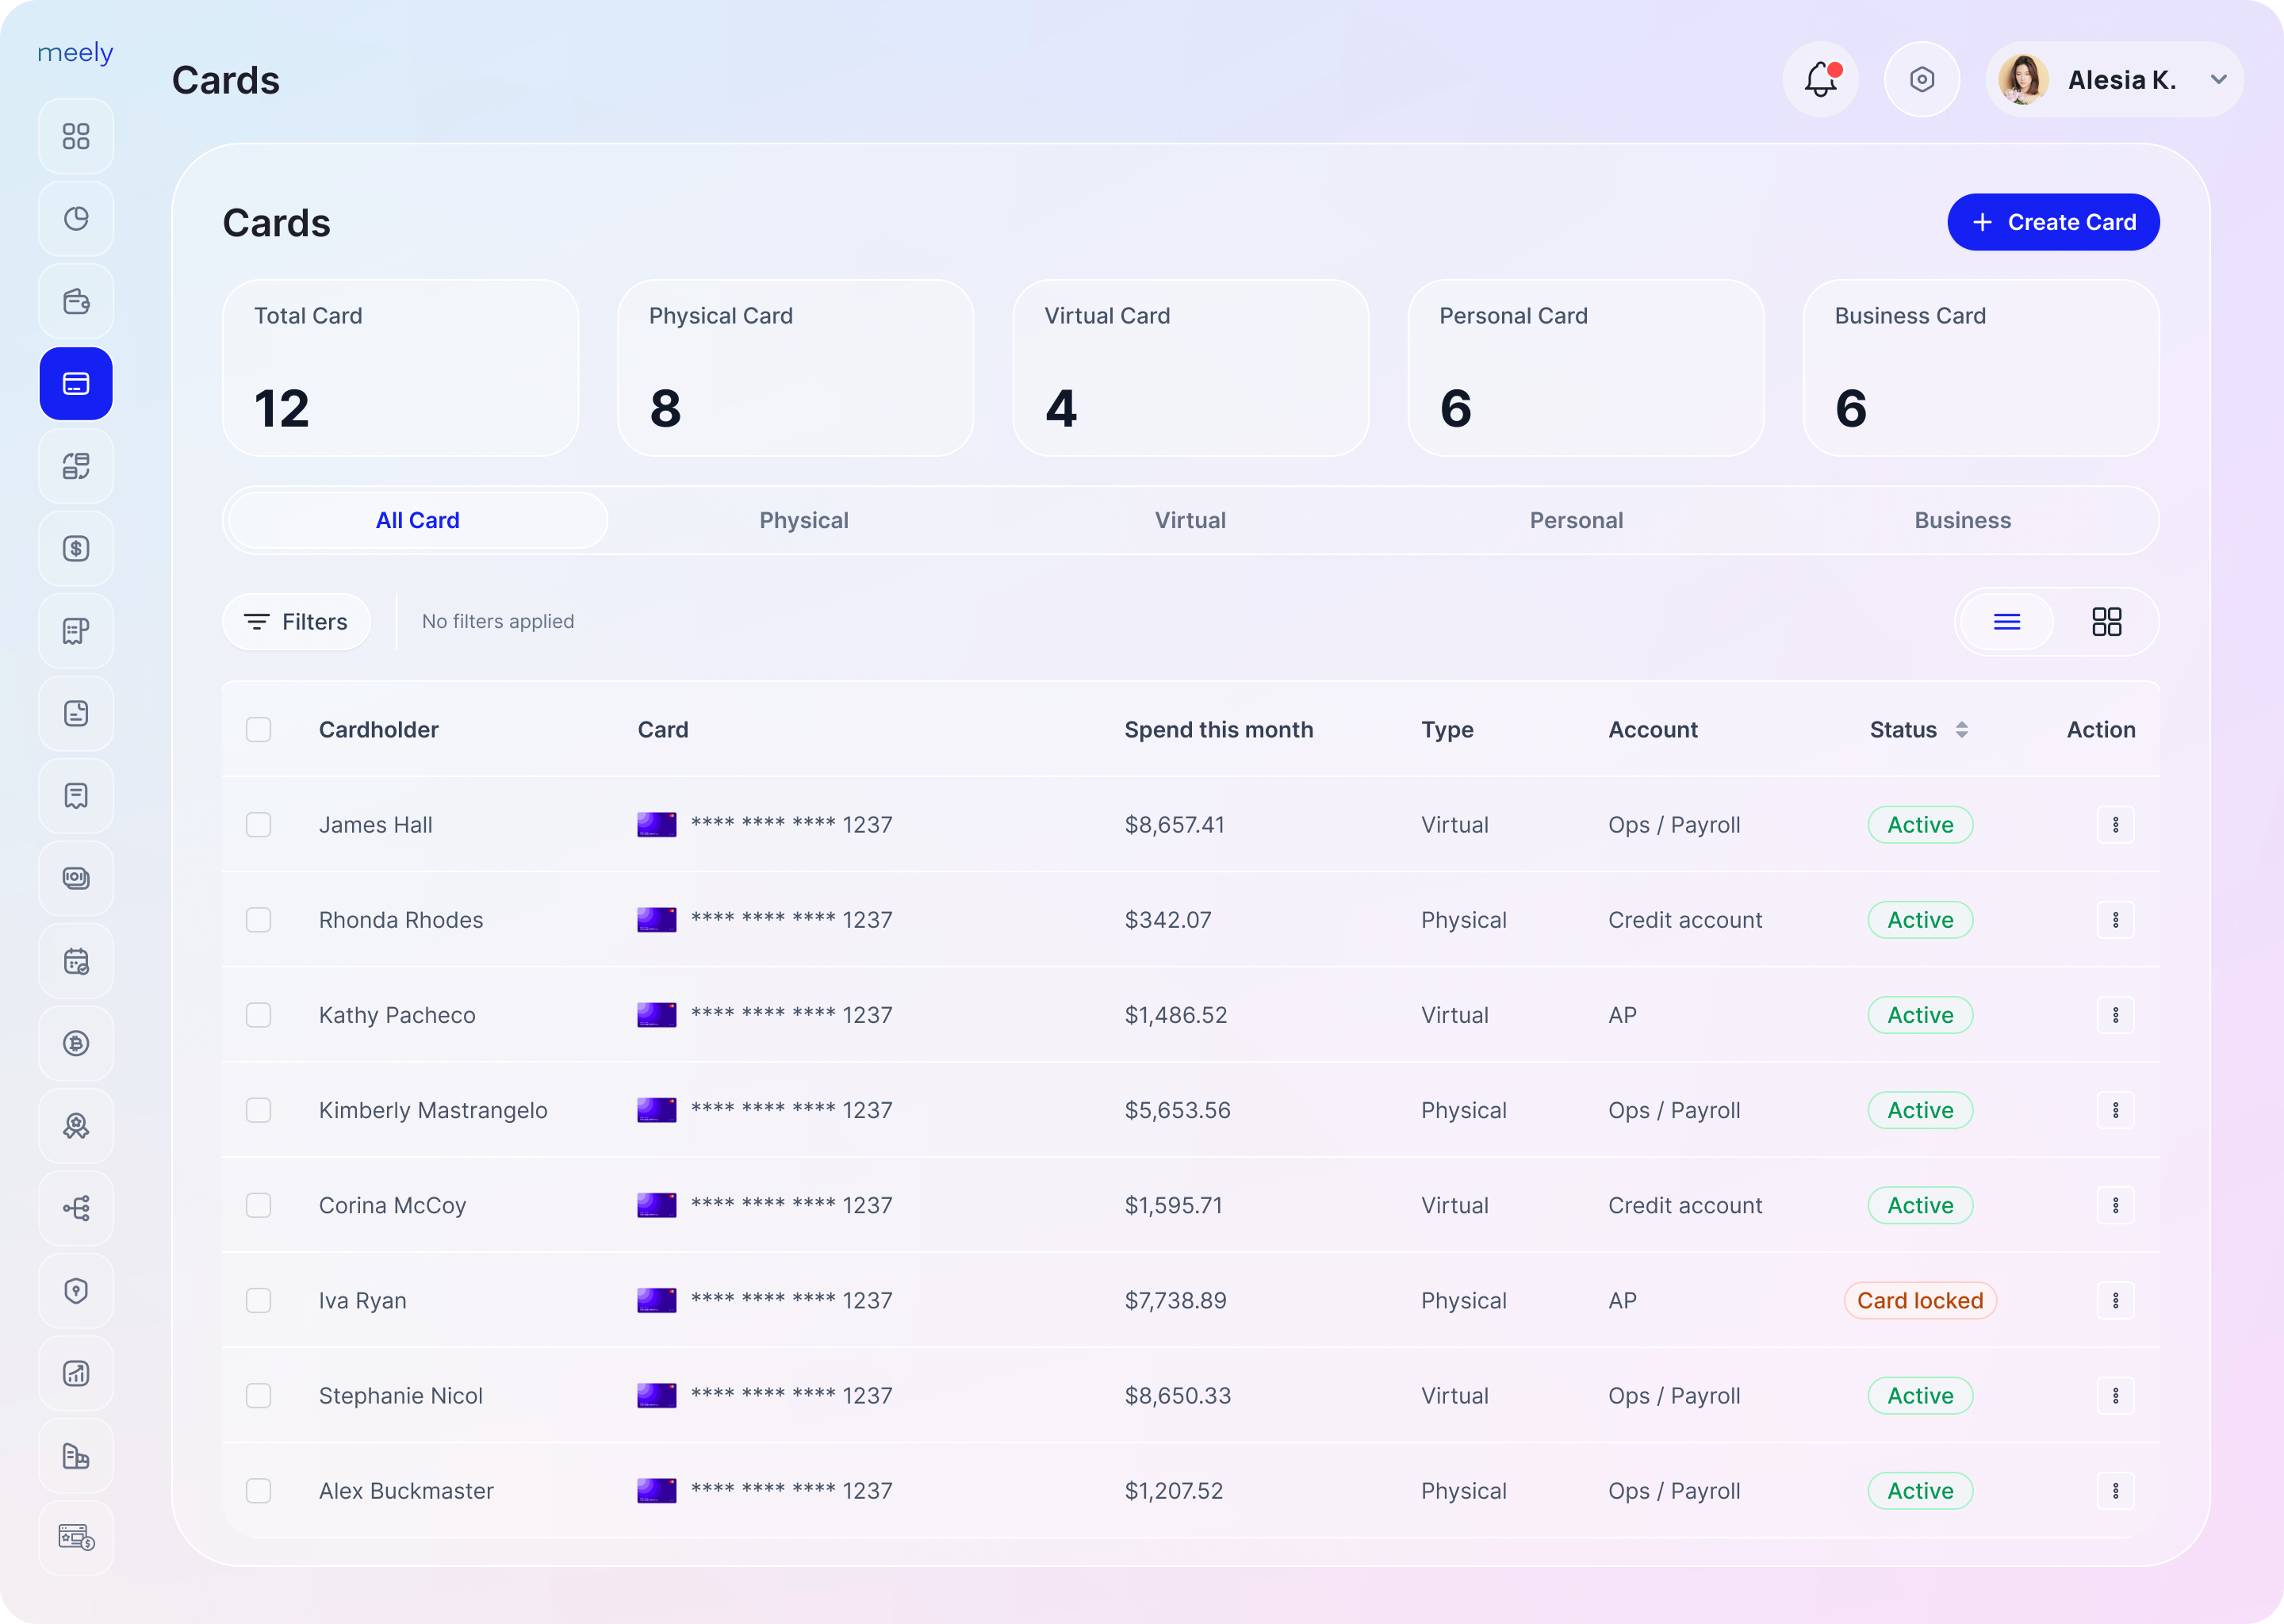 meely
Cards
Alesia K.
Cards
Create Card
Total Card
12
Physical Card
8
Virtual Card
4
Personal Card
6
Business Card
6
All Card
Physical
Virtual
Personal
Business
Filters
No filters applied
Cardholder Card Spend this month Type Account Status Action
James Hall **** **** **** 1237 $8,657.41 Virtual Ops / Payroll Active
Rhonda Rhodes **** **** **** 1237 $342.07 Physical Credit account Active
Kathy Pacheco **** **** **** 1237 $1,486.52 Virtual AP Active
Kimberly Mastrangelo **** **** **** 1237 $5,653.56 Physical Ops / Payroll Active
Corina McCoy **** **** **** 1237 $1,595.71 Virtual Credit account Active
Iva Ryan **** **** **** 1237 $7,738.89 Physical AP Card locked
Stephanie Nicol **** **** **** 1237 $8,650.33 Virtual Ops / Payroll Active
Alex Buckmaster **** **** **** 1237 $1,207.52 Physical Ops / Payroll Active